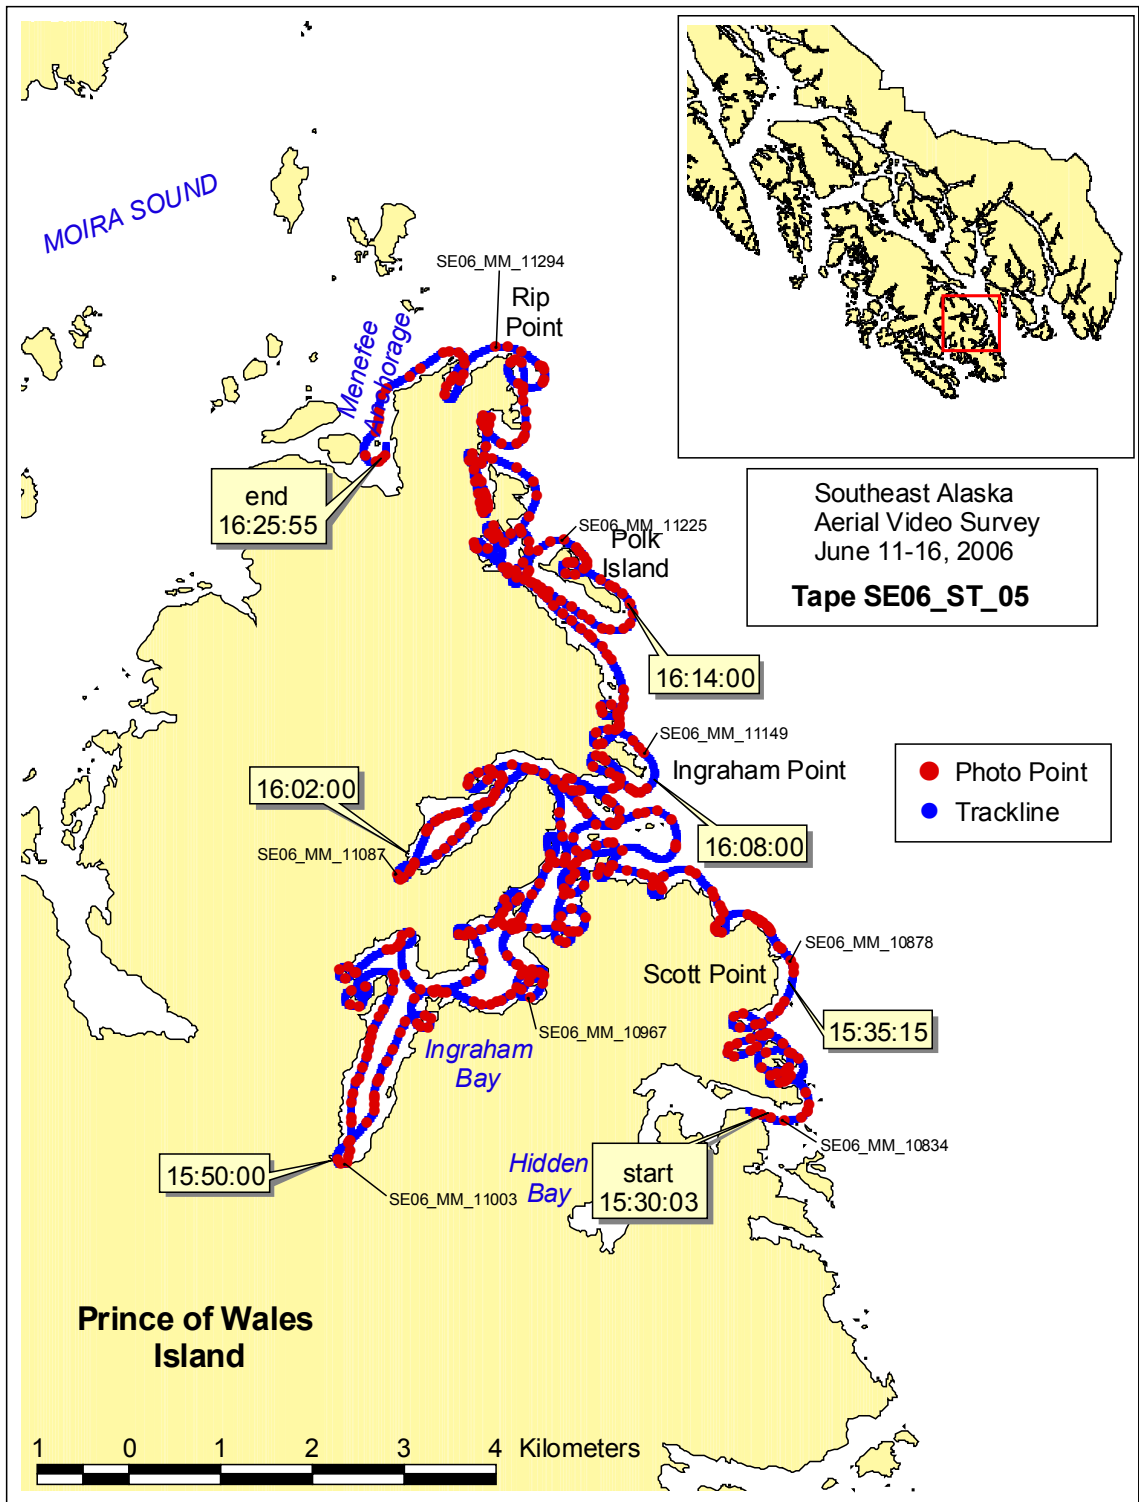 MOIRA SOUND
SE06_MM_11294
Rip
Point
Menefee
Anchorage
end
16:25:55
SE06_MM_11225
Polk
Island
Southeast Alaska
Aerial Video Survey
June 11-16, 2006
Tape SE06_ST_05
16:14:00
SE06_MM_11149
Ingraham Point
Photo Point
Trackline
16:02:00
16:08:00
SE06_MM_11087
SE06_MM_10878
Scott Point
15:35:15
SE06_MM_10967
Ingraham
Bay
SE06_MM_10834
Hidden
Bay
start
15:30:03
15:50:00
SE06_MM_11003
Prince of Wales
Island
1 0 1 2 3 4 Kilometers